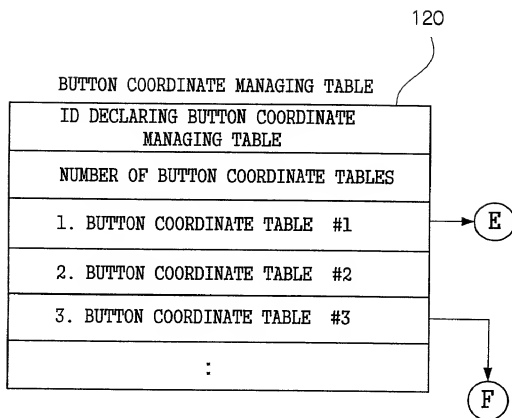 120
BUTTON COORDINATE MANAGING TABLE
ID DECLARING BUTTON COORDINATE
MANAGING TABLE
NUMBER OF BUTTON COORDINATE TABLES
1. BUTTON COORDINATE TABLE #1
E
2. BUTTON COORDINATE TABLE #2
3. BUTTON COORDINATE TABLE #3
:
F